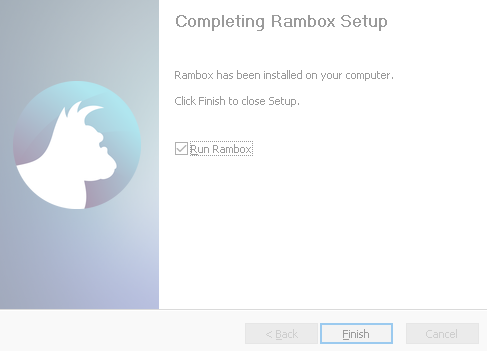 Completing Rambox Setup
Rambox has been installed on your computer.
Click Finish to close Setup.
Run Rambox
< Back
Finish
Cancel